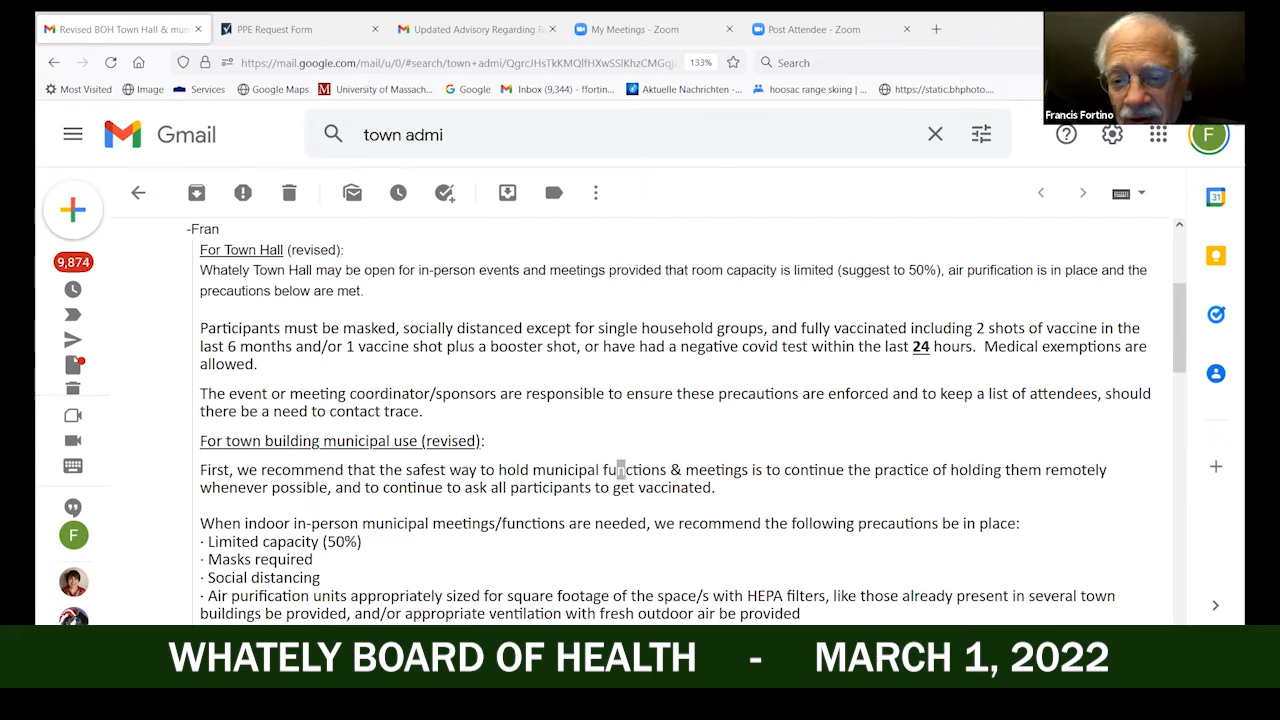 Revised BOH Town Hall & mun
PPE Request Form
Updated Advisory Regarding F
My Meetings - Zoom
Post Attendee - Zoom
https://mail.google.com/mail/u/0/#search/town+admi/QgrcJHsTkKMQlfHXwSSlKhzCMGqj
133%
Search
Most Visited
Image
Services
Google Maps
University of Massach...
Google
Inbox (9,344) — ffortin...
Aktuelle Nachrichten -...
hoosac range skiing | ...
https://static.bhphoto....
Francis Fortino
Gmail
town admi
F
9,874
-Fran
For Town Hall (revised):
Whately Town Hall may be open for in-person events and meetings provided that room capacity is limited (suggest to 50%), air purification is in place and the
precautions below are met.
Participants must be masked, socially distanced except for single household groups, and fully vaccinated including 2 shots of vaccine in the
last 6 months and/or 1 vaccine shot plus a booster shot, or have had a negative covid test within the last 24 hours.  Medical exemptions are
allowed.
The event or meeting coordinator/sponsors are responsible to ensure these precautions are enforced and to keep a list of attendees, should
there be a need to contact trace.
For town building municipal use (revised):
First, we recommend that the safest way to hold municipal functions & meetings is to continue the practice of holding them remotely
whenever possible, and to continue to ask all participants to get vaccinated.
When indoor in-person municipal meetings/functions are needed, we recommend the following precautions be in place:
· Limited capacity (50%)
· Masks required
· Social distancing
· Air purification units appropriately sized for square footage of the space/s with HEPA filters, like those already present in several town
buildings be provided, and/or appropriate ventilation with fresh outdoor air be provided
31
F
WHATELY BOARD OF HEALTH - MARCH 1, 2022